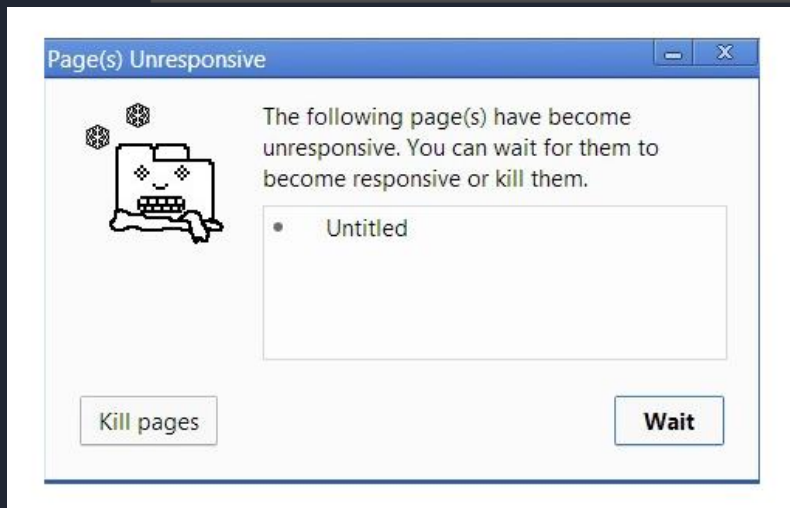 Page(s) Unresponsive
The following page(s) have become
unresponsive. You can wait for them to
become responsive or kill them.
Untitled
Kill pages
Wait